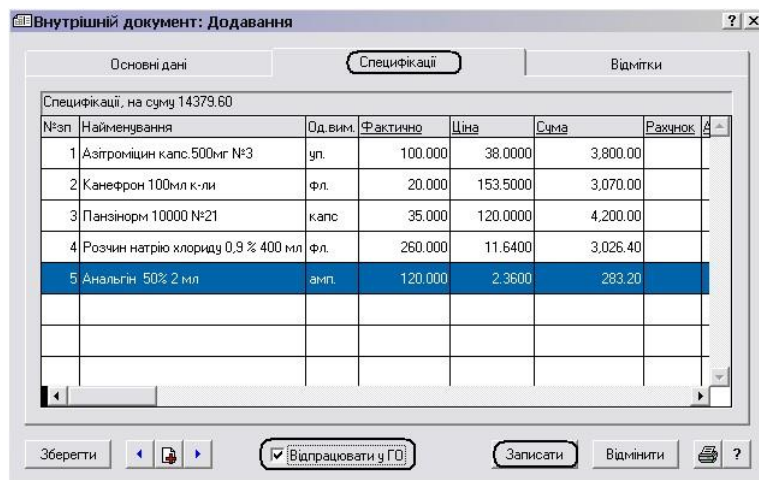 Внутрішній документ: Додавання
Основні дані Специфікації Відмітки
Специфікації, на суму 14379.60
№зп Найменування Од.вим. Фактично Ціна Сума Рахунок
1 Азітроміцин капс.500мг №3 уп. 100.000 38.0000 3,800.00
2 Канефрон 100мл к-ли фл. 20.000 153.5000 3,070.00
3 Панзінорм 10000 №21 капс 35.000 120.0000 4,200.00
4 Розчин натрію хлориду 0,9 % 400 мл фл. 260.000 11.6400 3,026.40
5 Анальгін 50% 2 мл амп. 120.000 2.3600 283.20
Зберегти Відпрацювати у ГО Записати Відмінити ?